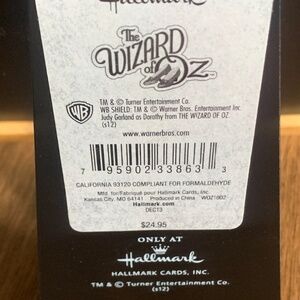 Hallmark
The
WIZARD
of OZ
TM & © Turner Entertainment Co.
WB SHIELD: TM & © Warner Bros. Entertainment Inc.
Judy Garland as Dorothy from THE WIZARD OF OZ.
(s12)
WB
www.warnerbros.com
7 95902 33863 3
CALIFORNIA 93120 COMPLIANT FOR FORMALDEHYDE
Mfd. for/Fabriqué pour Hallmark Cards, Inc.
Kansas City, MO 64141 Produced in China WOZ1002
Hallmark.com
DEC13
$24.95
ONLY AT
Hallmark
HALLMARK CARDS, INC.
TM & © Turner Entertainment Co.
(s12)